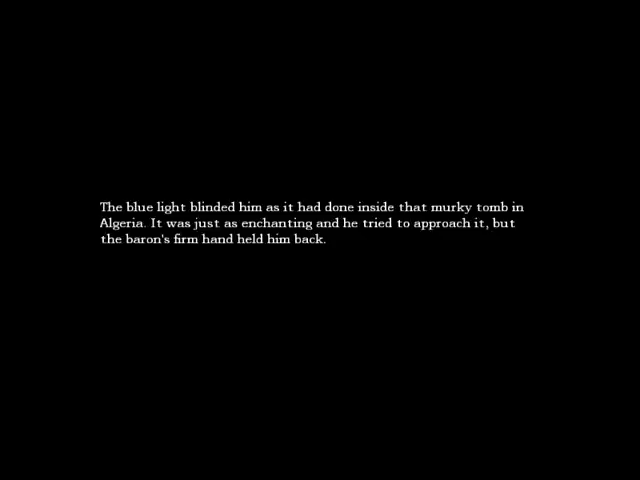 The blue light blinded him as it had done inside that murky tomb in
Algeria. It was just as enchanting and he tried to approach it, but
the baron's firm hand held him back.